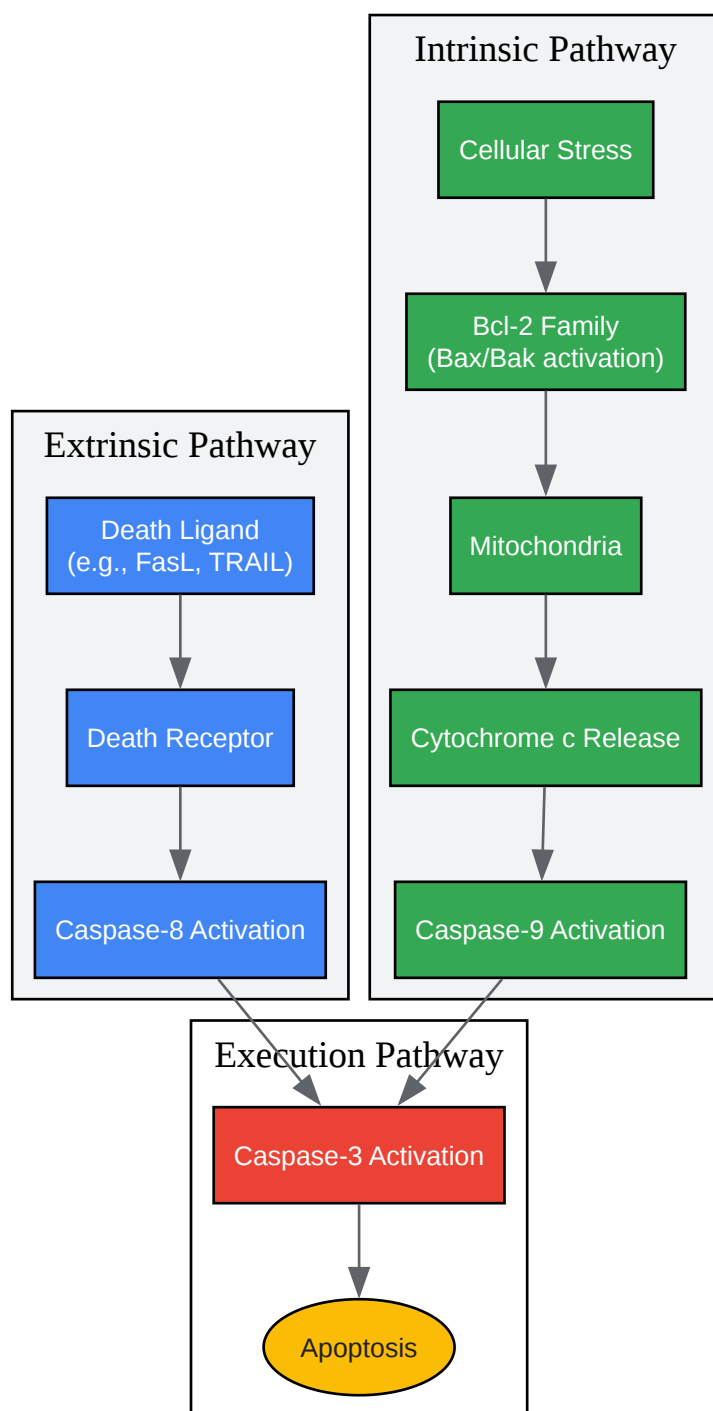 Intrinsic Pathway
Cellular Stress
Bcl-2 Family
(Bax/Bak activation)
Mitochondria
Cytochrome c Release
Caspase-9 Activation
Extrinsic Pathway
Death Ligand
(e.g., FasL, TRAIL)
Death Receptor
Caspase-8 Activation
Execution Pathway
Caspase-3 Activation
Apoptosis